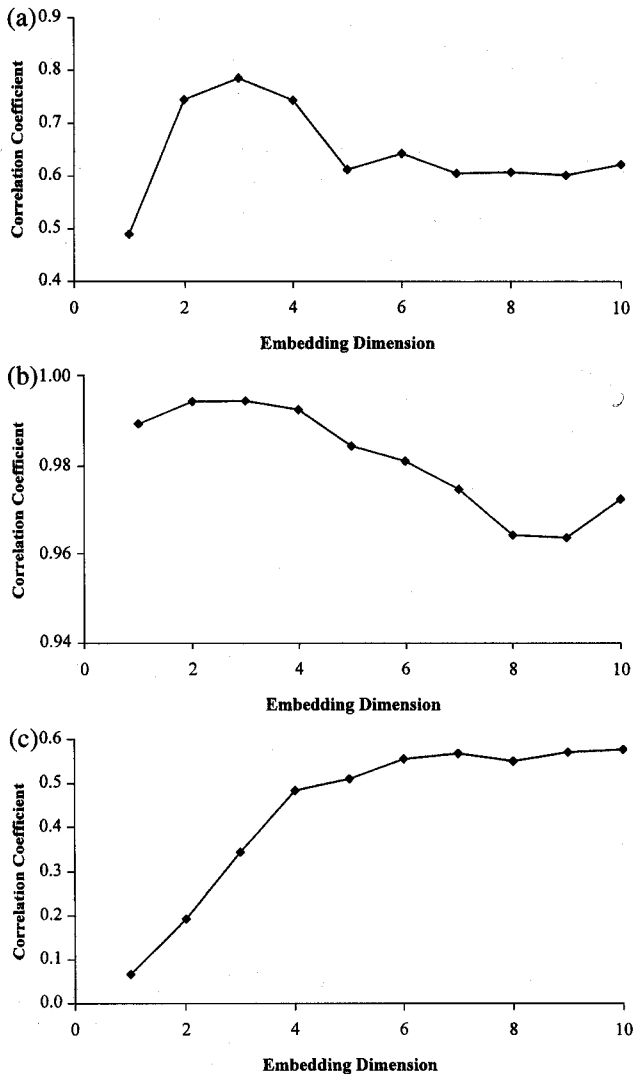 (a)
0.9
0.8
0.7
0.6
0.5
0.4
Correlation Coefficient
0 2 4 6 8 10
Embedding Dimension
(b)
1.00
0.98
0.96
0.94
Correlation Coefficient
0 2 4 6 8 10
Embedding Dimension
(c)
0.6
0.5
0.4
0.3
0.2
0.1
0.0
Correlation Coefficient
0 2 4 6 8 10
Embedding Dimension